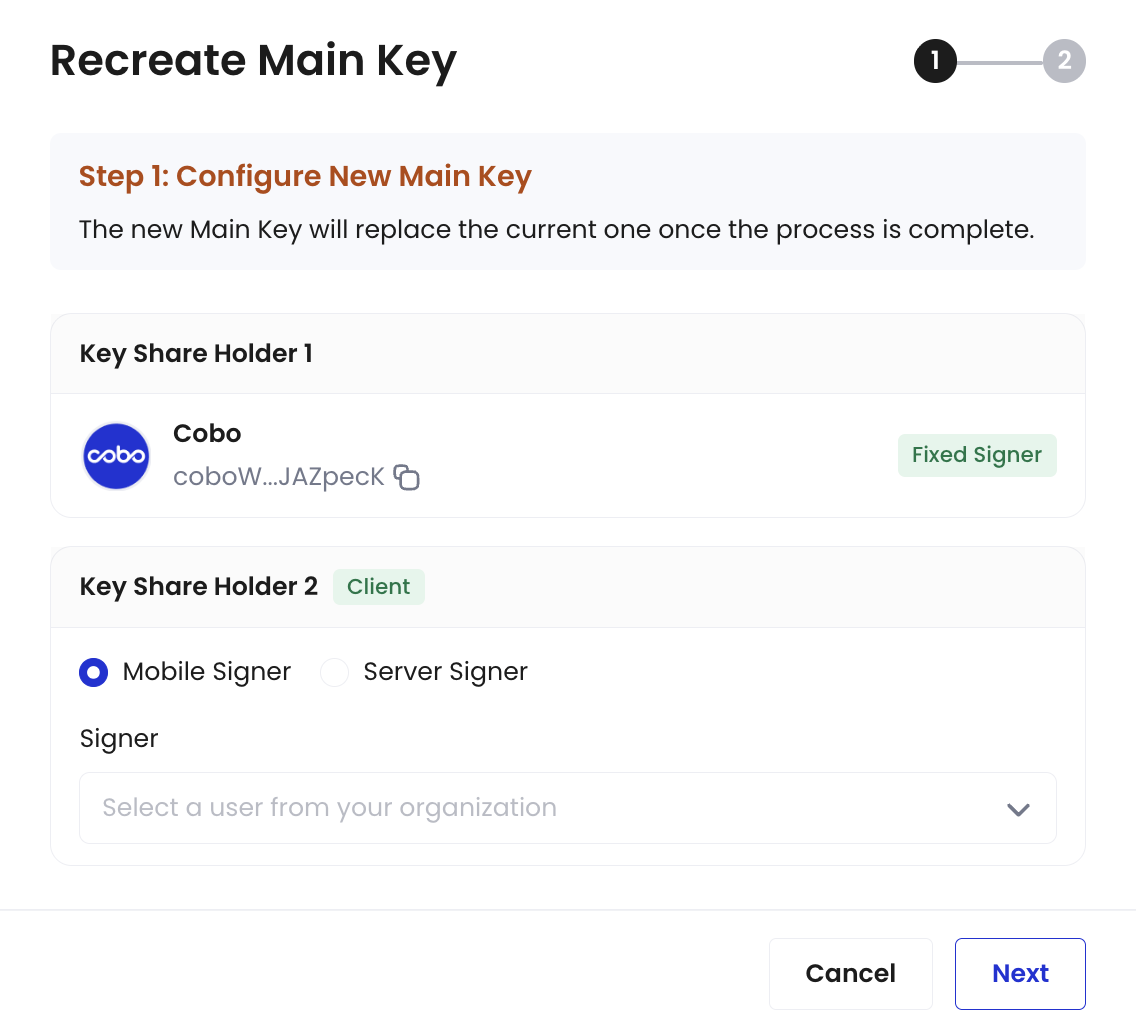 Recreate Main Key
1
2
Step 1: Configure New Main Key
The new Main Key will replace the current one once the process is complete.
Key Share Holder 1
cobo
Cobo
coboW...JAZpecK
Fixed Signer
Key Share Holder 2
Client
Mobile Signer
Server Signer
Signer
Select a user from your organization
Cancel
Next